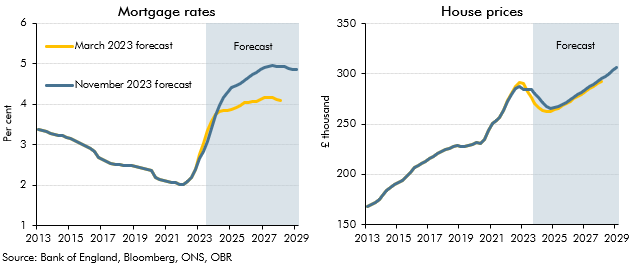 Mortgage rates
6
5
4
3
2
1
Per cent
March 2023 forecast
November 2023 forecast
Forecast
2013 2015 2017 2019 2021 2023 2025 2027 2029
House prices
350
300
250
200
150
£ thousand
Forecast
2013 2015 2017 2019 2021 2023 2025 2027 2029
Source: Bank of England, Bloomberg, ONS, OBR